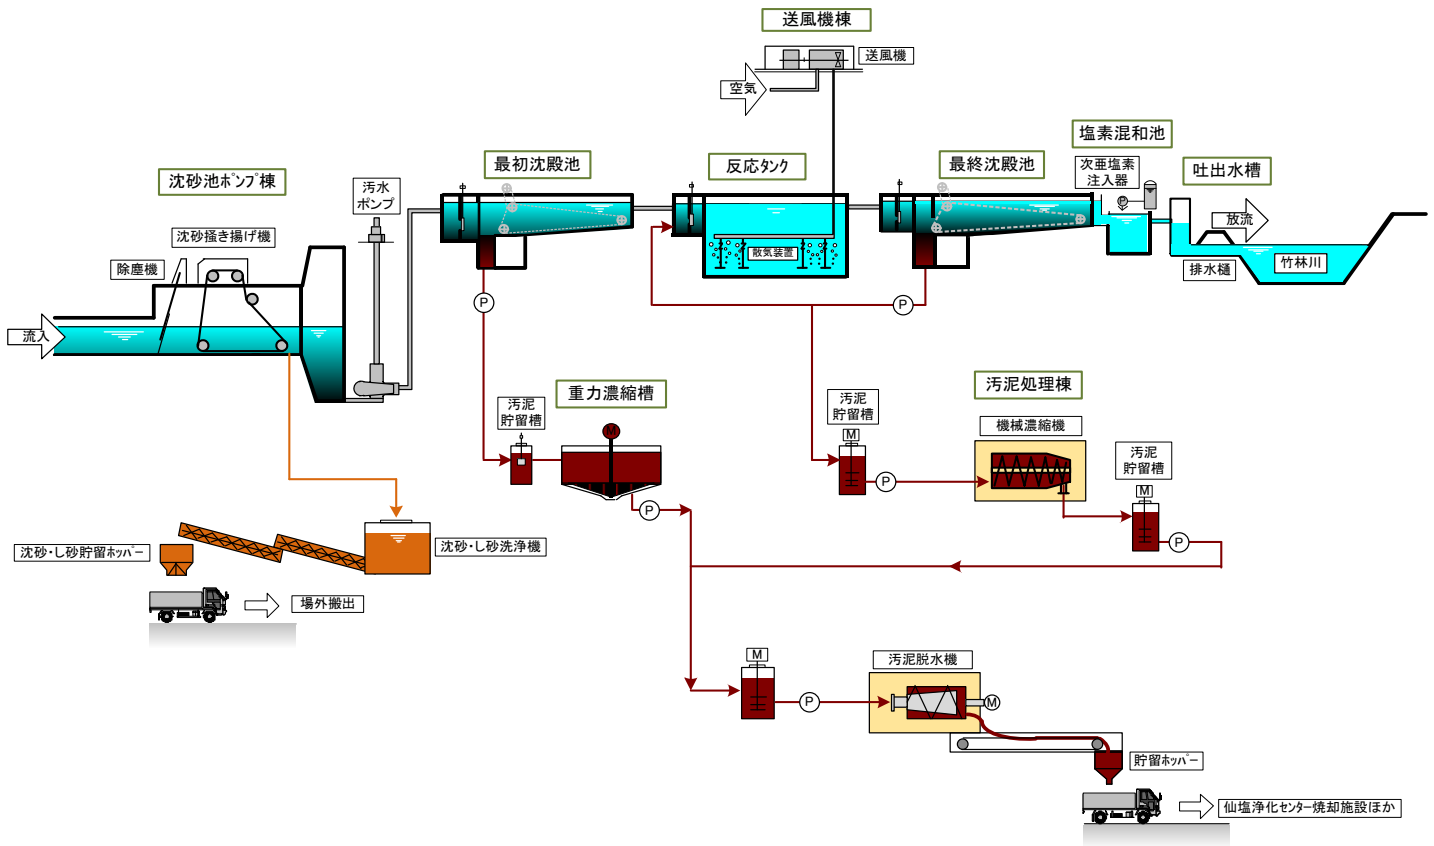 送風機棟
送風機
空気
塩素混和池
最初沈殿池
反応タンク
最終沈殿池
次亜塩素
注入器
吐出水槽
沈砂池ポンプ棟
汚水
ポンプ
P
放流
沈砂掻き揚げ機
除塵機
散気装置
排水樋
竹林川
流入
P
P
重力濃縮槽
汚泥処理棟
汚泥
貯留槽
M
汚泥
貯留槽
M
機械濃縮機
汚泥
貯留槽
M
P
P
P
沈砂・し砂貯留ホッパー
沈砂・し砂洗浄機
場外搬出
M
汚泥脱水機
P
M
貯留ホッパー
仙塩浄化センター焼却施設ほか